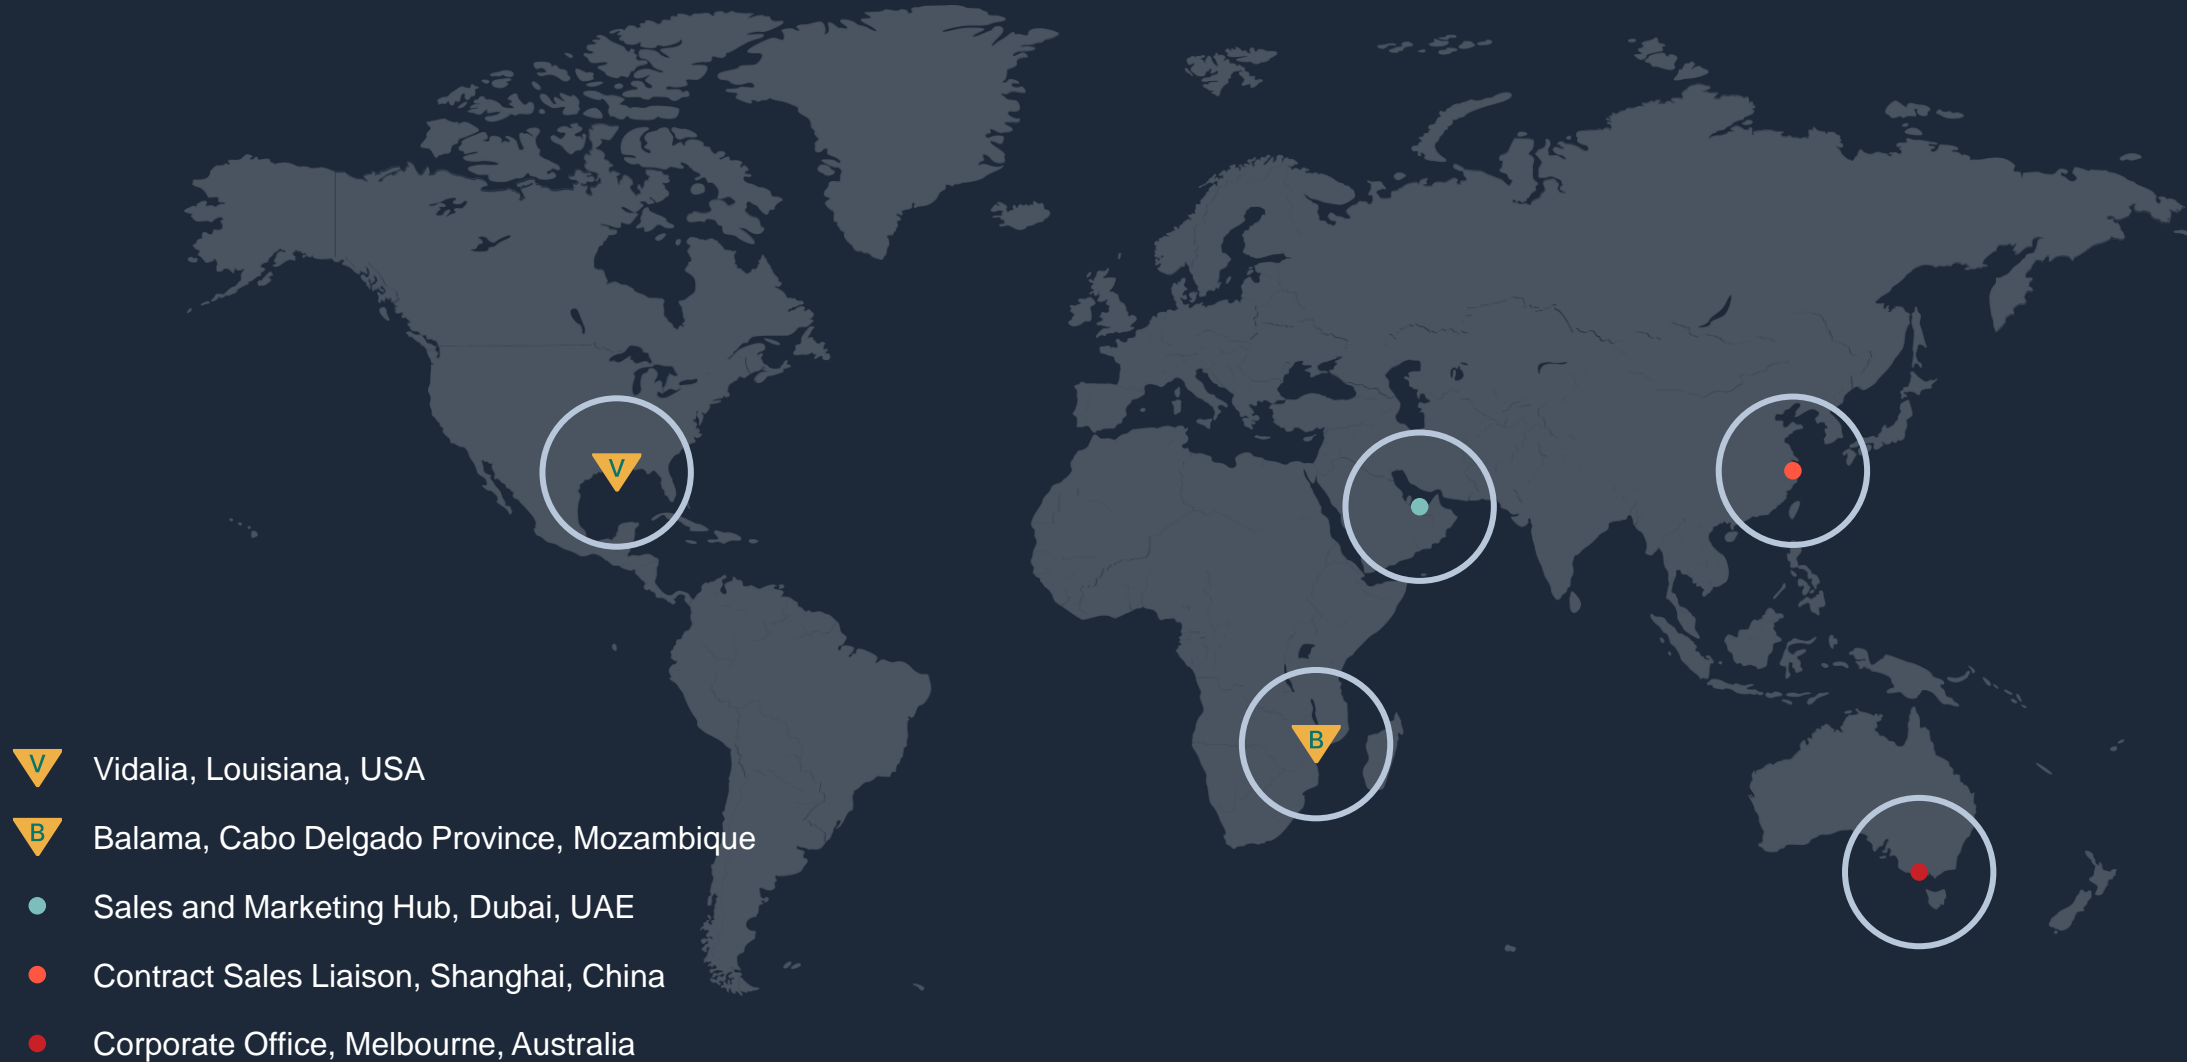 V
B
V Vidalia, Louisiana, USA
B Balama, Cabo Delgado Province, Mozambique
Sales and Marketing Hub, Dubai, UAE
Contract Sales Liaison, Shanghai, China
Corporate Office, Melbourne, Australia